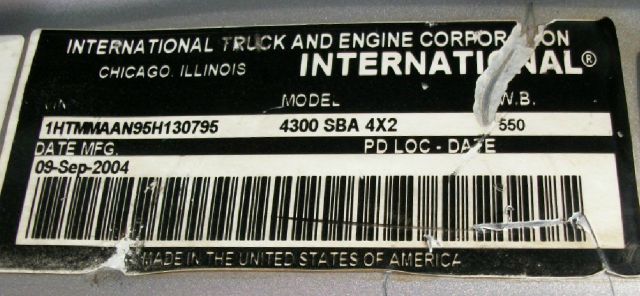 INTERNATIONAL TRUCK AND ENGINE CORPORATION
CHICAGO, ILLINOIS INTERNATIONAL®
VIN MODEL W.B.
1HTMMAAN95H130795 4300 SBA 4X2 550
DATE MFG. PD LOC - DATE
09-Sep-2004
MADE IN THE UNITED STATES OF AMERICA